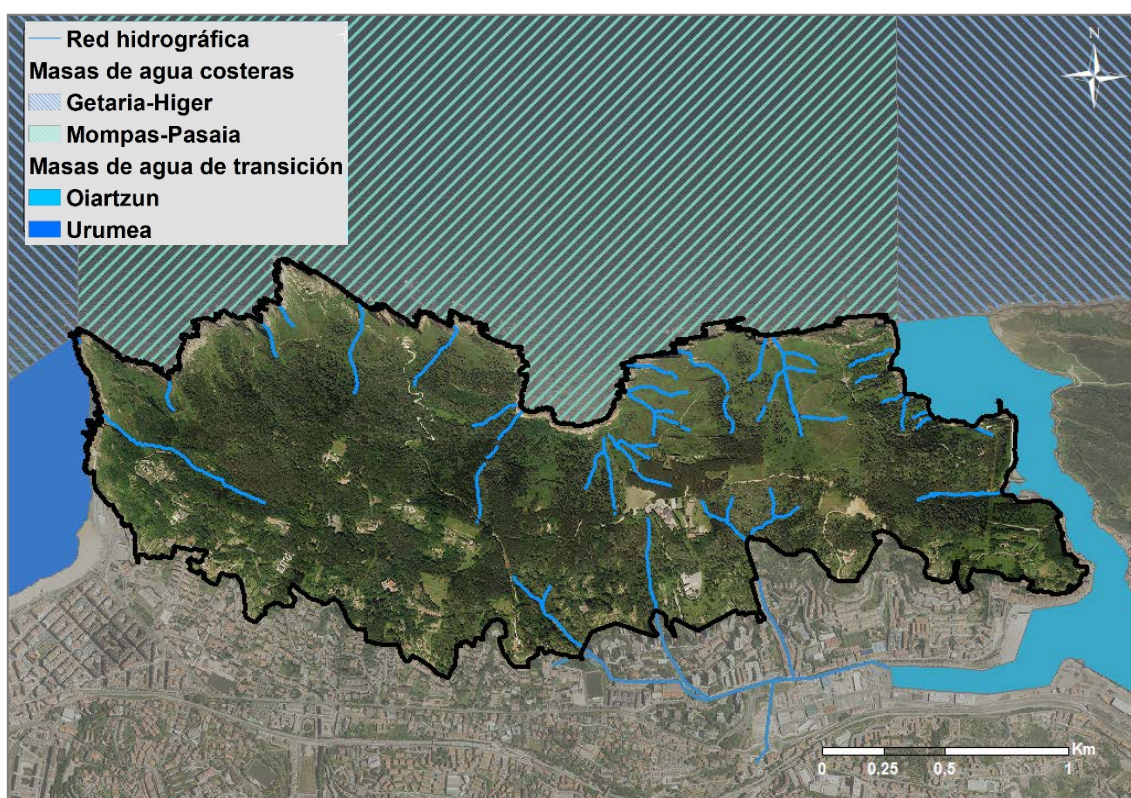 Red hidrográfica
Masas de agua costeras
Getaria-Higer
Mompas-Pasaia
Masas de agua de transición
Oiartzun
Urumea
N
Km
0 0.25 0.5 1